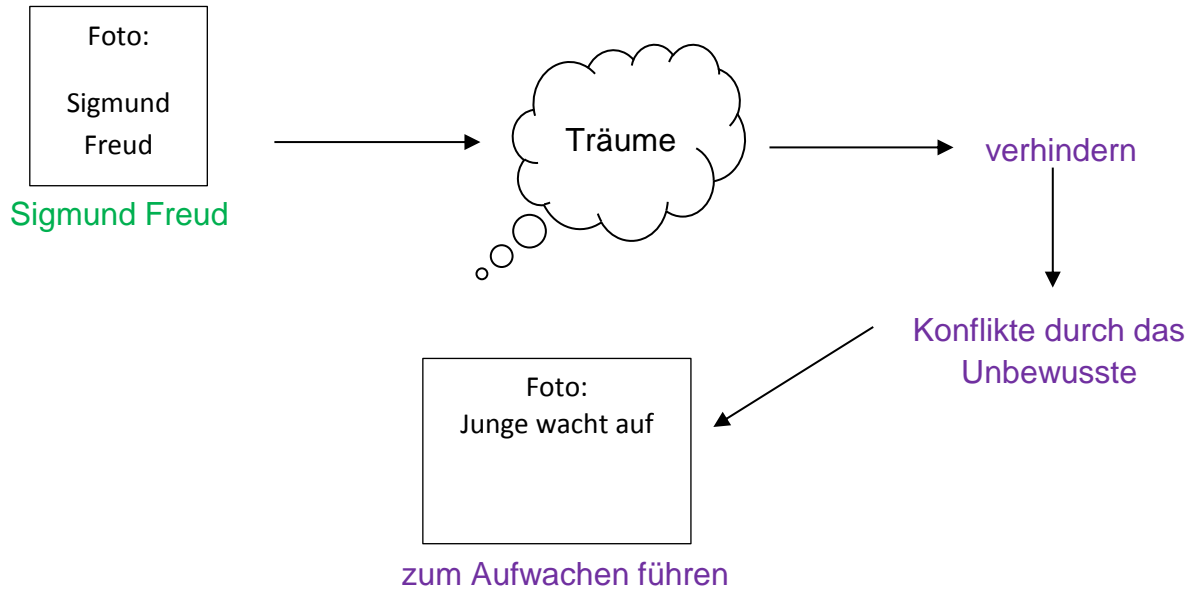 Foto:
Sigmund
Freud
Sigmund Freud
Träume
verhindern
Konflikte durch das
Unbewusste
Foto:
Junge wacht auf
zum Aufwachen führen